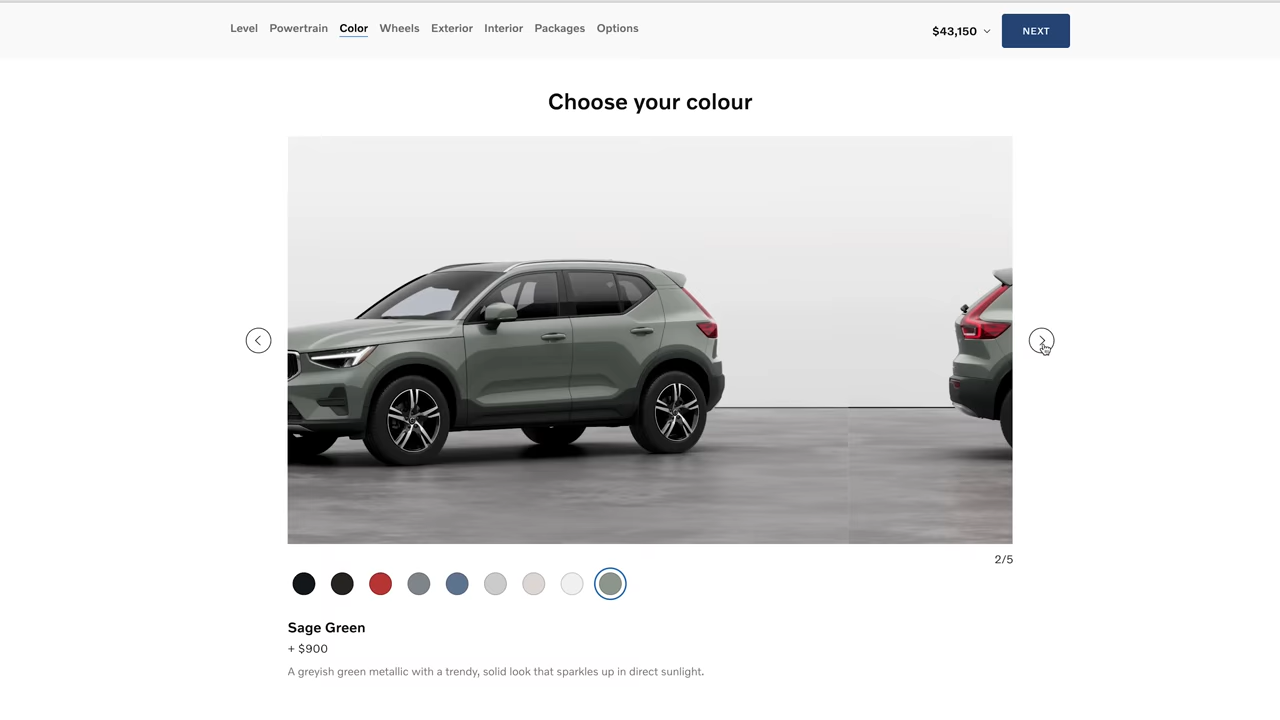 Level Powertrain Color Wheels Exterior Interior Packages Options
$43,150 NEXT
Choose your colour
2/5
Sage Green
+ $900
A greyish green metallic with a trendy, solid look that sparkles up in direct sunlight.